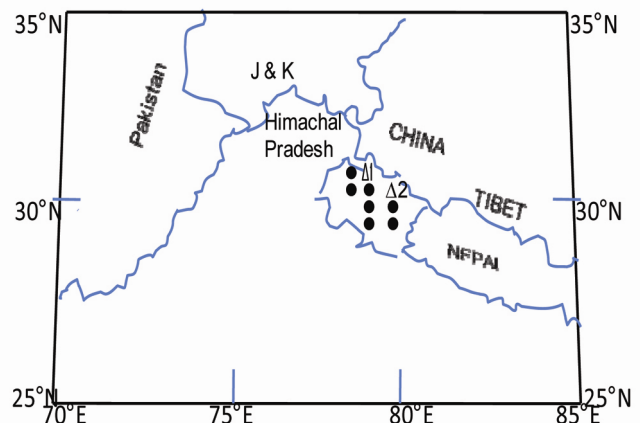 35°N
35°N
J & K
Pakistan
Himachal
Pradesh
CHINA
Δ1
Δ2
TIBET
30°N
30°N
NEPAL
25°N
25°N
70°E
75°E
80°E
85°E